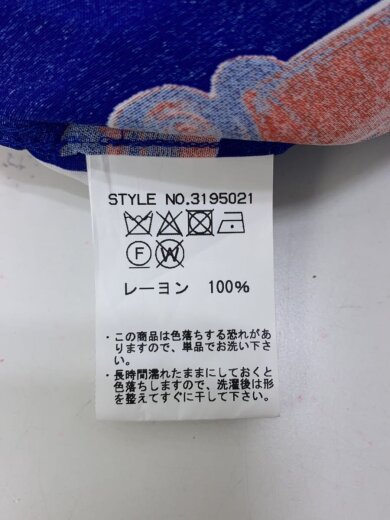 STYLE NO.3195021
F W
レーヨン 100%
・この商品は色落ちする恐れがあ
りますので、単品でお洗い下さ
い。
・長時間濡れたままにしておくと
色落ちしますので、洗濯後は形
を整えてすぐに干して下さい。